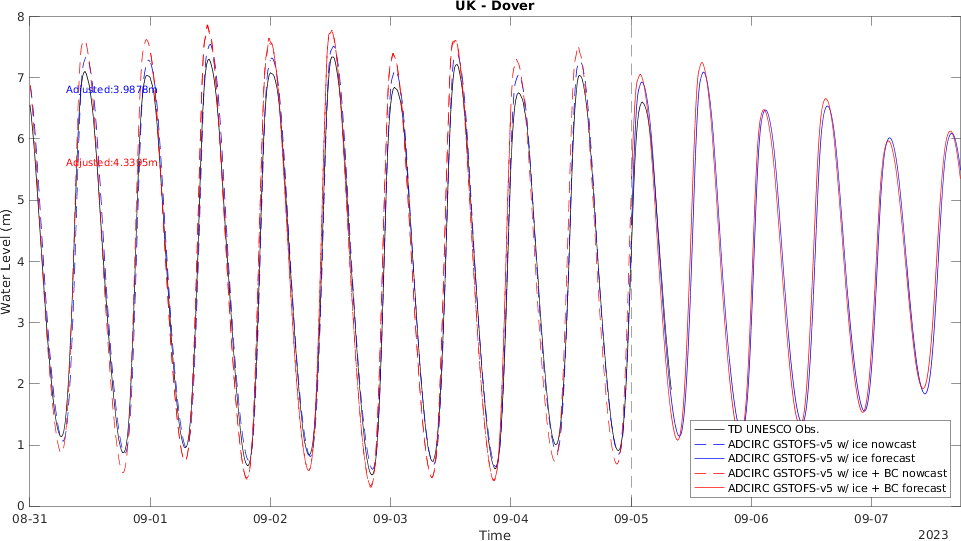 UK - Dover
8
7
6
5
4
3
2
1
0
Water Level (m)
Adjusted:3.9878m
Adjusted:4.3395m
TD UNESCO Obs.
ADCIRC GSTOFS-v5 w/ ice nowcast
ADCIRC GSTOFS-v5 w/ ice forecast
ADCIRC GSTOFS-v5 w/ ice + BC nowcast
ADCIRC GSTOFS-v5 w/ ice + BC forecast
08-31 09-01 09-02 09-03 09-04 09-05 09-06 09-07
Time
2023